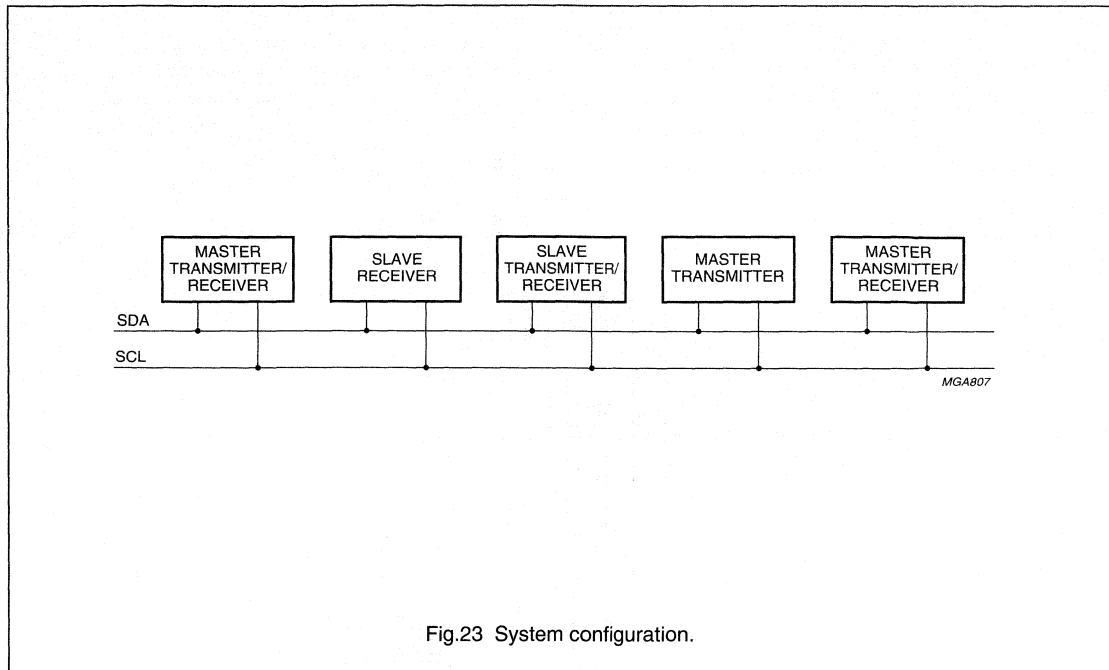 MASTER
TRANSMITTER/
RECEIVER
SLAVE
RECEIVER
SLAVE
TRANSMITTER/
RECEIVER
MASTER
TRANSMITTER
MASTER
TRANSMITTER/
RECEIVER
SDA
SCL
MGA807
Fig.23 System configuration.